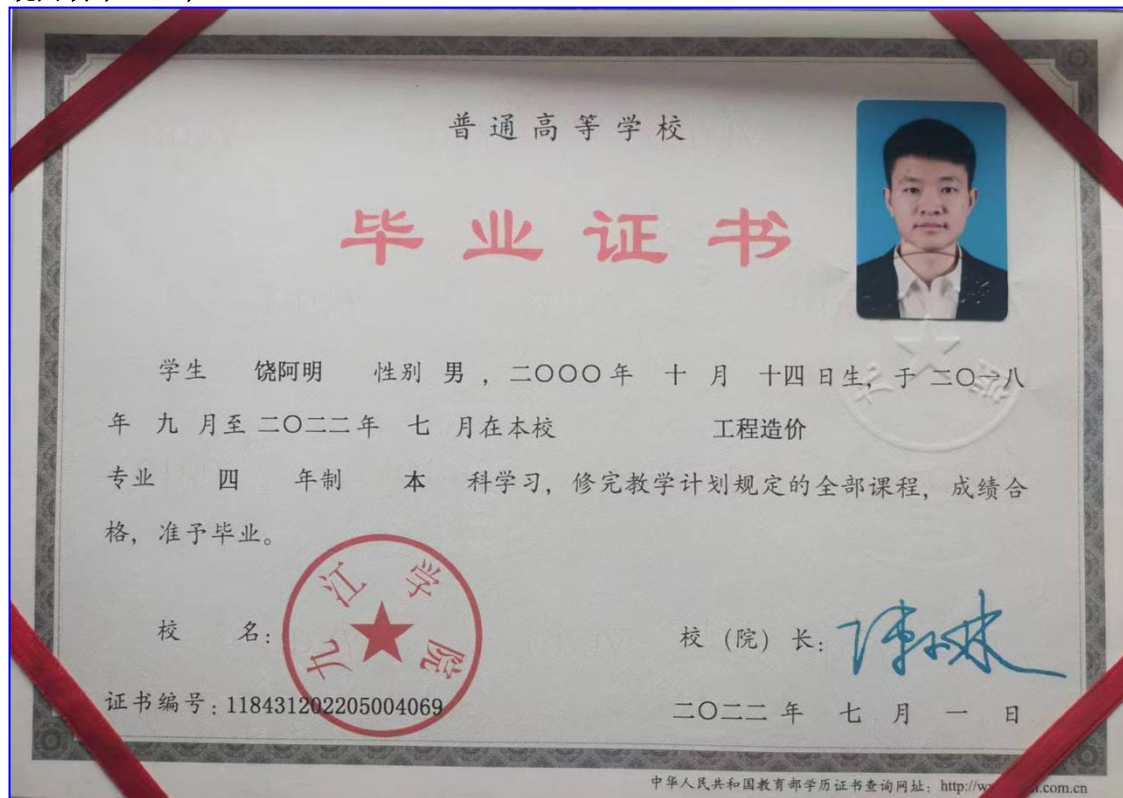 普通高等学校
毕业证书
学生 饶阿明 性别 男 ，二〇〇〇年 十 月 十四 日生，于 二〇一八
年 九 月至 二〇二二年 七 月在本校 工程造价
专业 四 年制 本 科学习，修完教学计划规定的全部课程，成绩合
格，准予毕业。
九江学院
校 名：
校（院）长：
证书编号：118431202205004069
二〇二二 年 七 月 一 日
中华人民共和国教育部学历证书查询网址：http://w
.com.cn